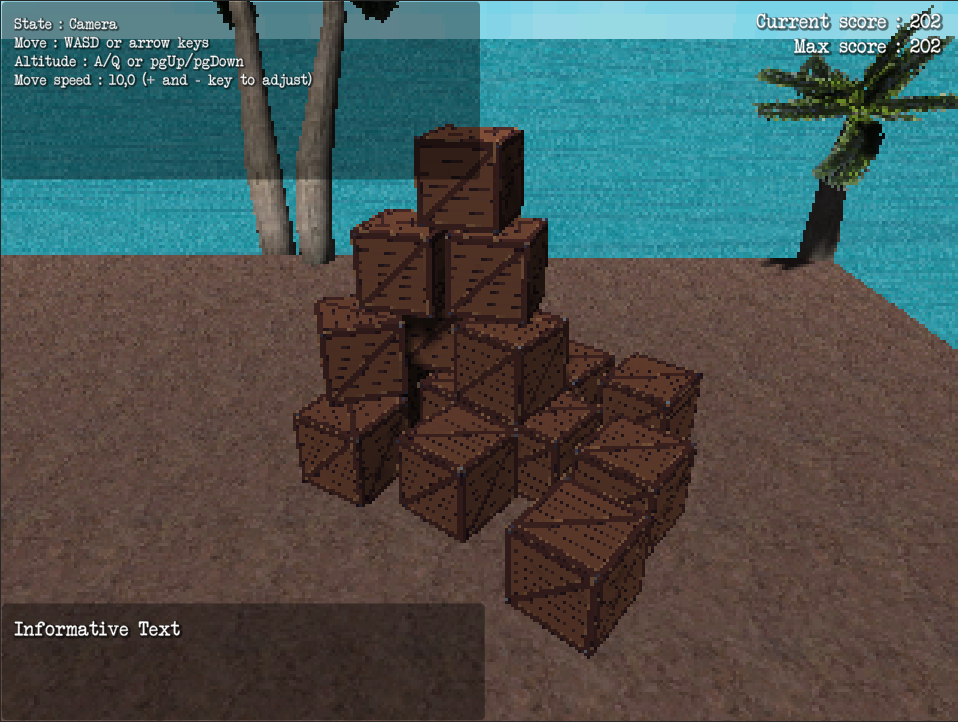 State : Camera
Move : WASD or arrow keys
Altitude : A/Q or pgUp/pgDown
Move speed : 10,0 (+ and - key to adjust)
Current score : 202
Max score : 202
Informative Text